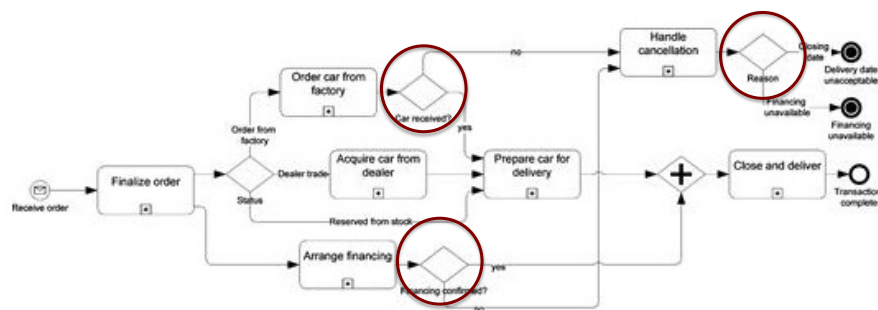 Handle
cancellation
no
Closing
date
Reason
Delivery date
unacceptable
Financing
unavailable
Financing
unavailable
Order car from
factory
Car received?
yes
Order from
factory
Receive order
Finalize order
Status
Dealer trade
Acquire car from
dealer
Prepare car for
delivery
Reserved from stock
Close and deliver
Transaction
complete
Arrange financing
Financing confirmed?
yes
no